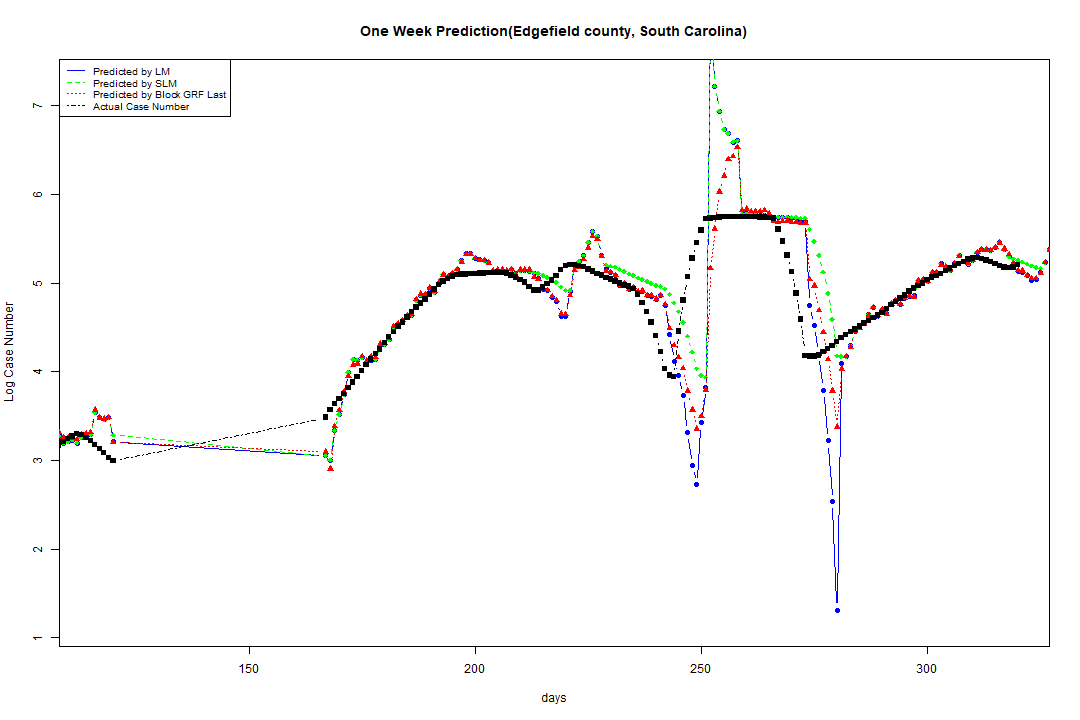 One Week Prediction(Edgefield county, South Carolina)
Predicted by LM
Predicted by SLM
Predicted by Block GRF Last
Actual Case Number
Log Case Number
7
6
5
4
3
2
1
150 200 250 300
days